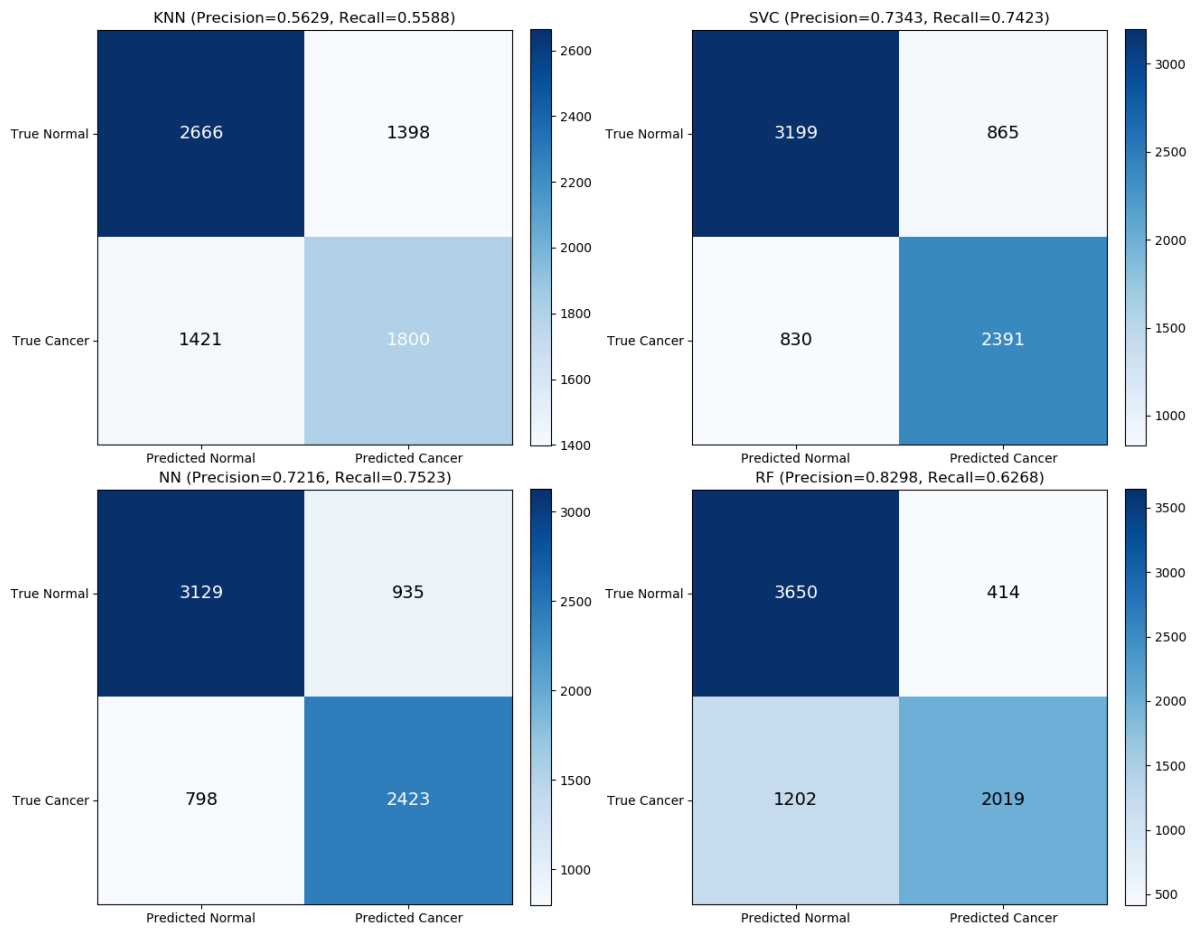 KNN (Precision=0.5629, Recall=0.5588)
True Normal
2666
1398
True Cancer
1421
1800
Predicted Normal
Predicted Cancer
2600
2400
2200
2000
1800
1600
1400
SVC (Precision=0.7343, Recall=0.7423)
True Normal
3199
865
True Cancer
830
2391
Predicted Normal
Predicted Cancer
3000
2500
2000
1500
1000
NN (Precision=0.7216, Recall=0.7523)
True Normal
3129
935
True Cancer
798
2423
Predicted Normal
Predicted Cancer
3000
2500
2000
1500
1000
RF (Precision=0.8298, Recall=0.6268)
True Normal
3650
414
True Cancer
1202
2019
Predicted Normal
Predicted Cancer
3500
3000
2500
2000
1500
1000
500